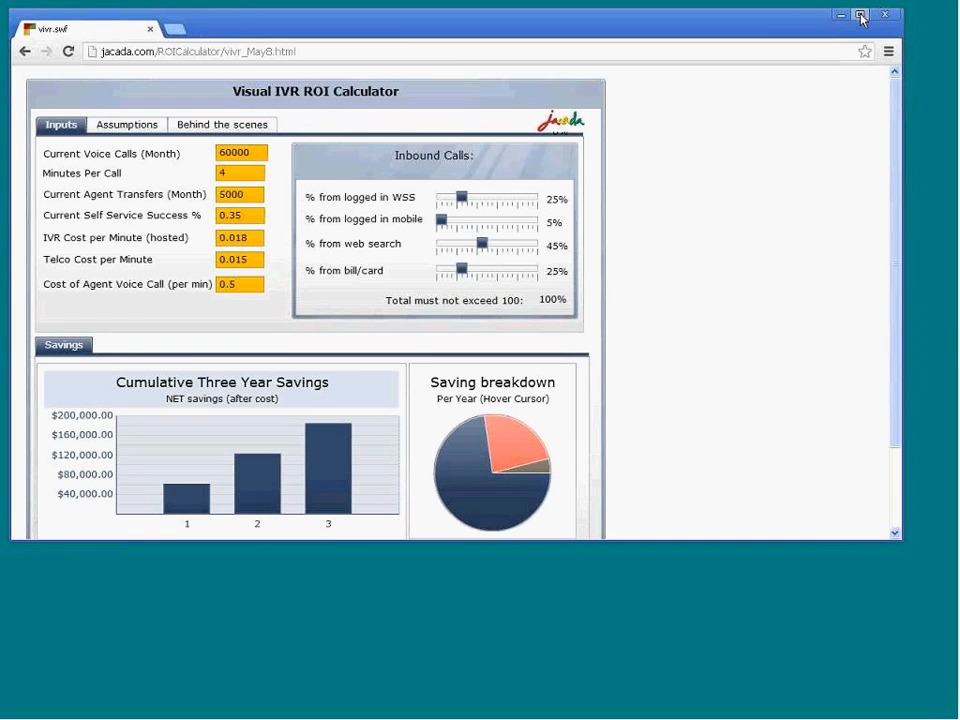 vivr.swf
jacada.com/ROICalculator/vivr_May8.html
Visual IVR ROI Calculator
Inputs Assumptions Behind the scenes
jacada
Current Voice Calls (Month) 60000
Minutes Per Call 4
Current Agent Transfers (Month) 5000
Current Self Service Success % 0.35
IVR Cost per Minute (hosted) 0.018
Telco Cost per Minute 0.015
Cost of Agent Voice Call (per min) 0.5
Inbound Calls:
% from logged in WSS 25%
% from logged in mobile 5%
% from web search 45%
% from bill/card 25%
Total must not exceed 100: 100%
Savings
Cumulative Three Year Savings
NET savings (after cost)
$200,000.00
$160,000.00
$120,000.00
$80,000.00
$40,000.00
1 2 3
Saving breakdown
Per Year (Hover Cursor)